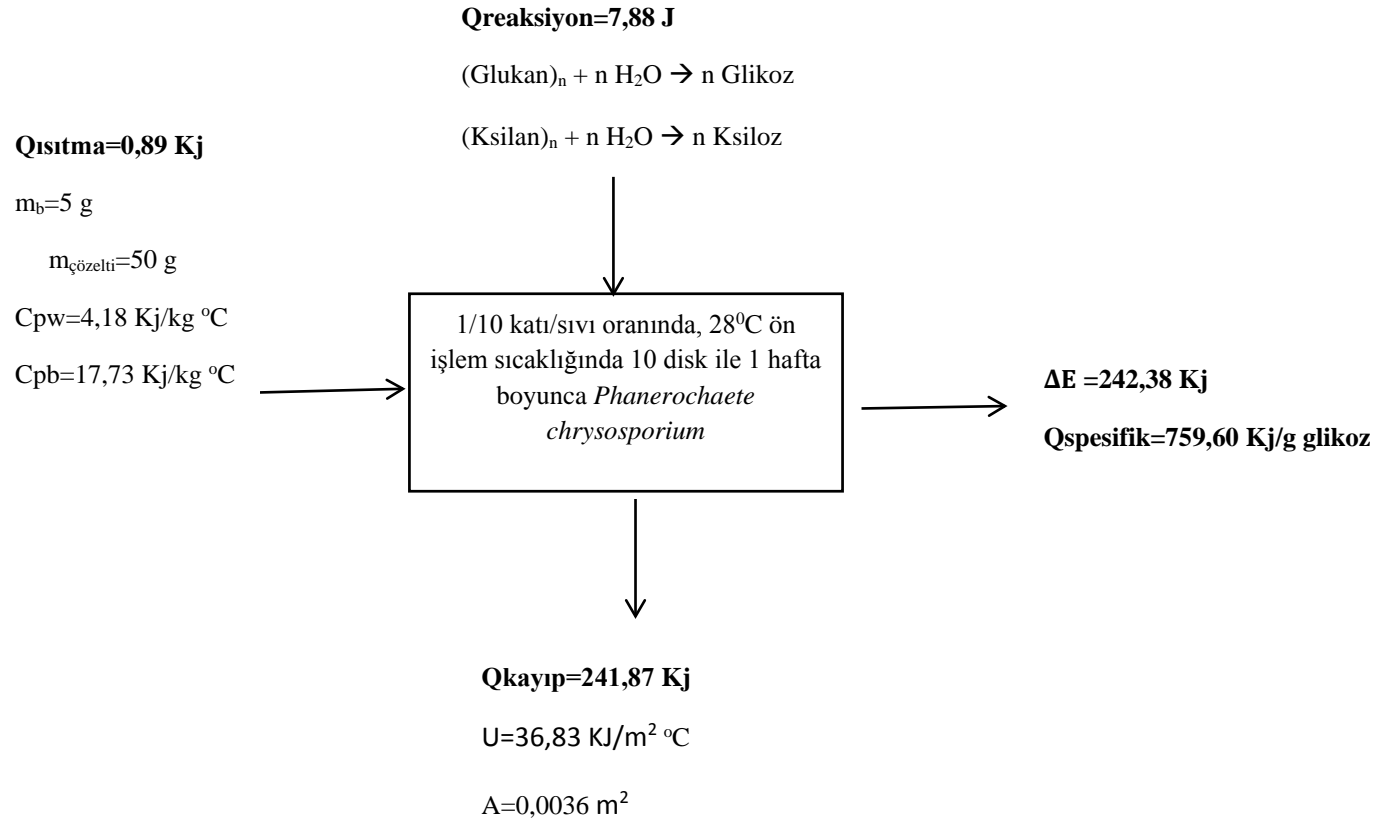 Qreaksiyon=7,88 J
(Glukan)ₙ + n H₂O → n Glikoz
(Ksilan)ₙ + n H₂O → n Ksiloz
Qısıtma=0,89 Kj
m_b=5 g
m_çözelti=50 g
Cpw=4,18 Kj/kg ᵒC
Cpb=17,73 Kj/kg ᵒC
1/10 katı/sıvı oranında, 28⁰C ön
işlem sıcaklığında 10 disk ile 1 hafta
boyunca Phanerochaete
chrysosporium
ΔE =242,38 Kj
Qspesifik=759,60 Kj/g glikoz
Qkayıp=241,87 Kj
U=36,83 KJ/m² ᵒC
A=0,0036 m²